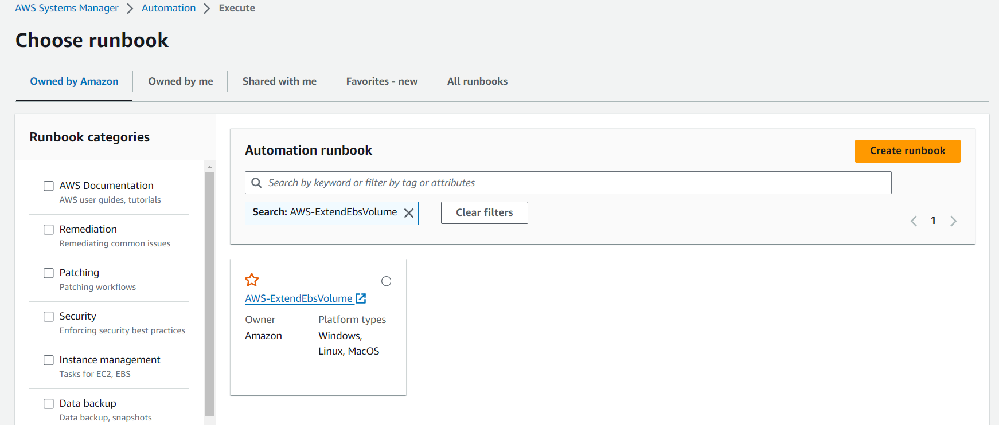 AWS Systems Manager > Automation > Execute
Choose runbook
Owned by Amazon
Owned by me
Shared with me
Favorites - new
All runbooks
Runbook categories
AWS Documentation
AWS user guides, tutorials
Remediation
Remediating common issues
Patching
Patching workflows
Security
Enforcing security best practices
Instance management
Tasks for EC2, EBS
Data backup
Data backup, snapshots
Automation runbook
Create runbook
Search by keyword or filter by tag or attributes
Search: AWS-ExtendEbsVolume
Clear filters
1
AWS-ExtendEbsVolume
Owner
Amazon
Platform types
Windows,
Linux, MacOS